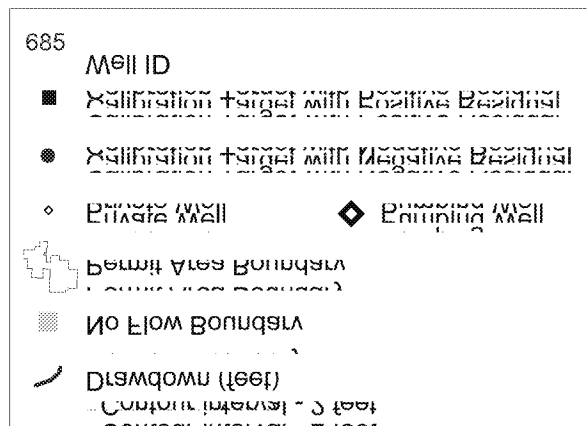 685
Well ID
Calibration Target with Positive Residual
Calibration Target with Negative Residual
Private Well
Pumping Well
Permit Area Boundary
No Flow Boundary
Drawdown (feet)
Contour interval - 2 feet